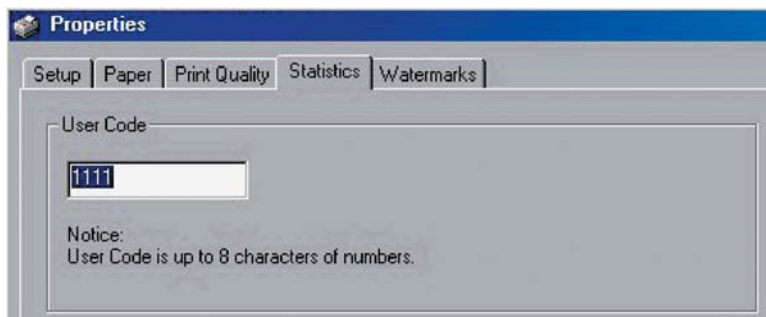 Properties
Setup Paper Print Quality Statistics Watermarks
User Code
1111
Notice:
User Code is up to 8 characters of numbers.